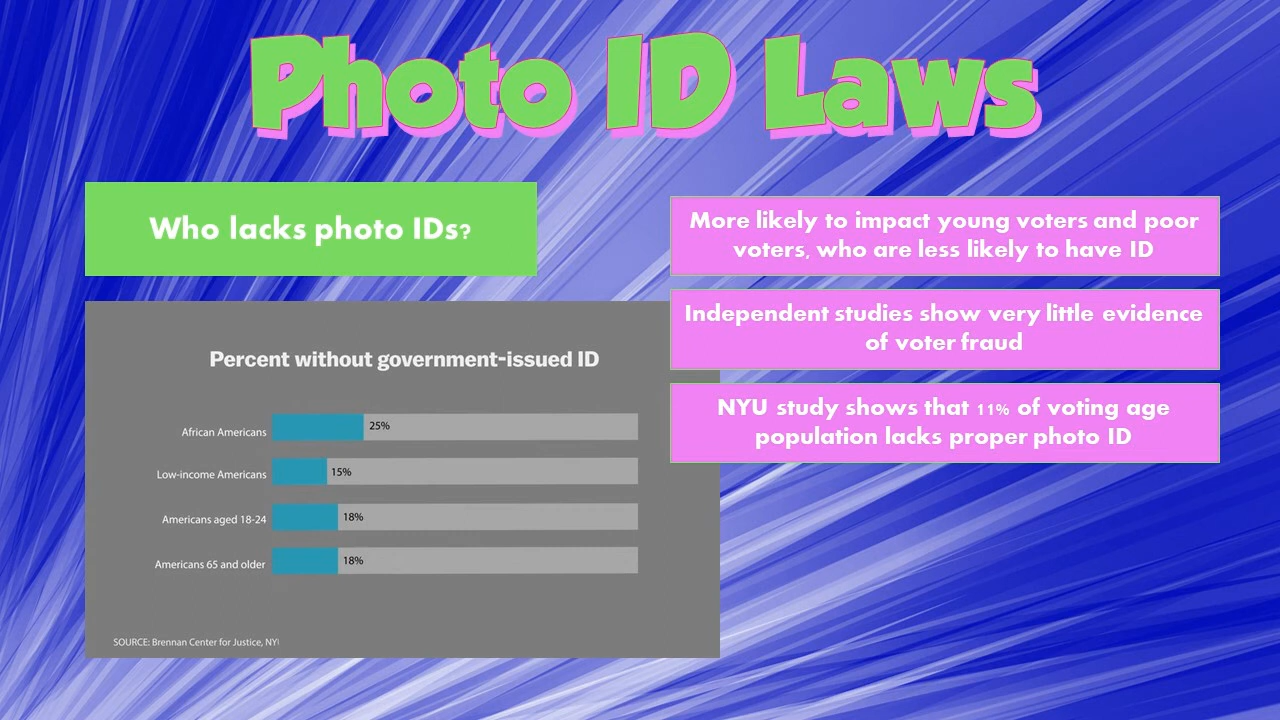 Photo ID Laws
Who lacks photo IDs?
Percent without government-issued ID
African Americans 25%
Low-income Americans 15%
Americans aged 18-24 18%
Americans 65 and older 18%
SOURCE: Brennan Center for Justice,
More likely to impact young voters and poor
voters, who are less likely to have ID
Independent studies show very little evidence
of voter fraud
NYU study shows that 11% of voting age
population lacks proper photo ID